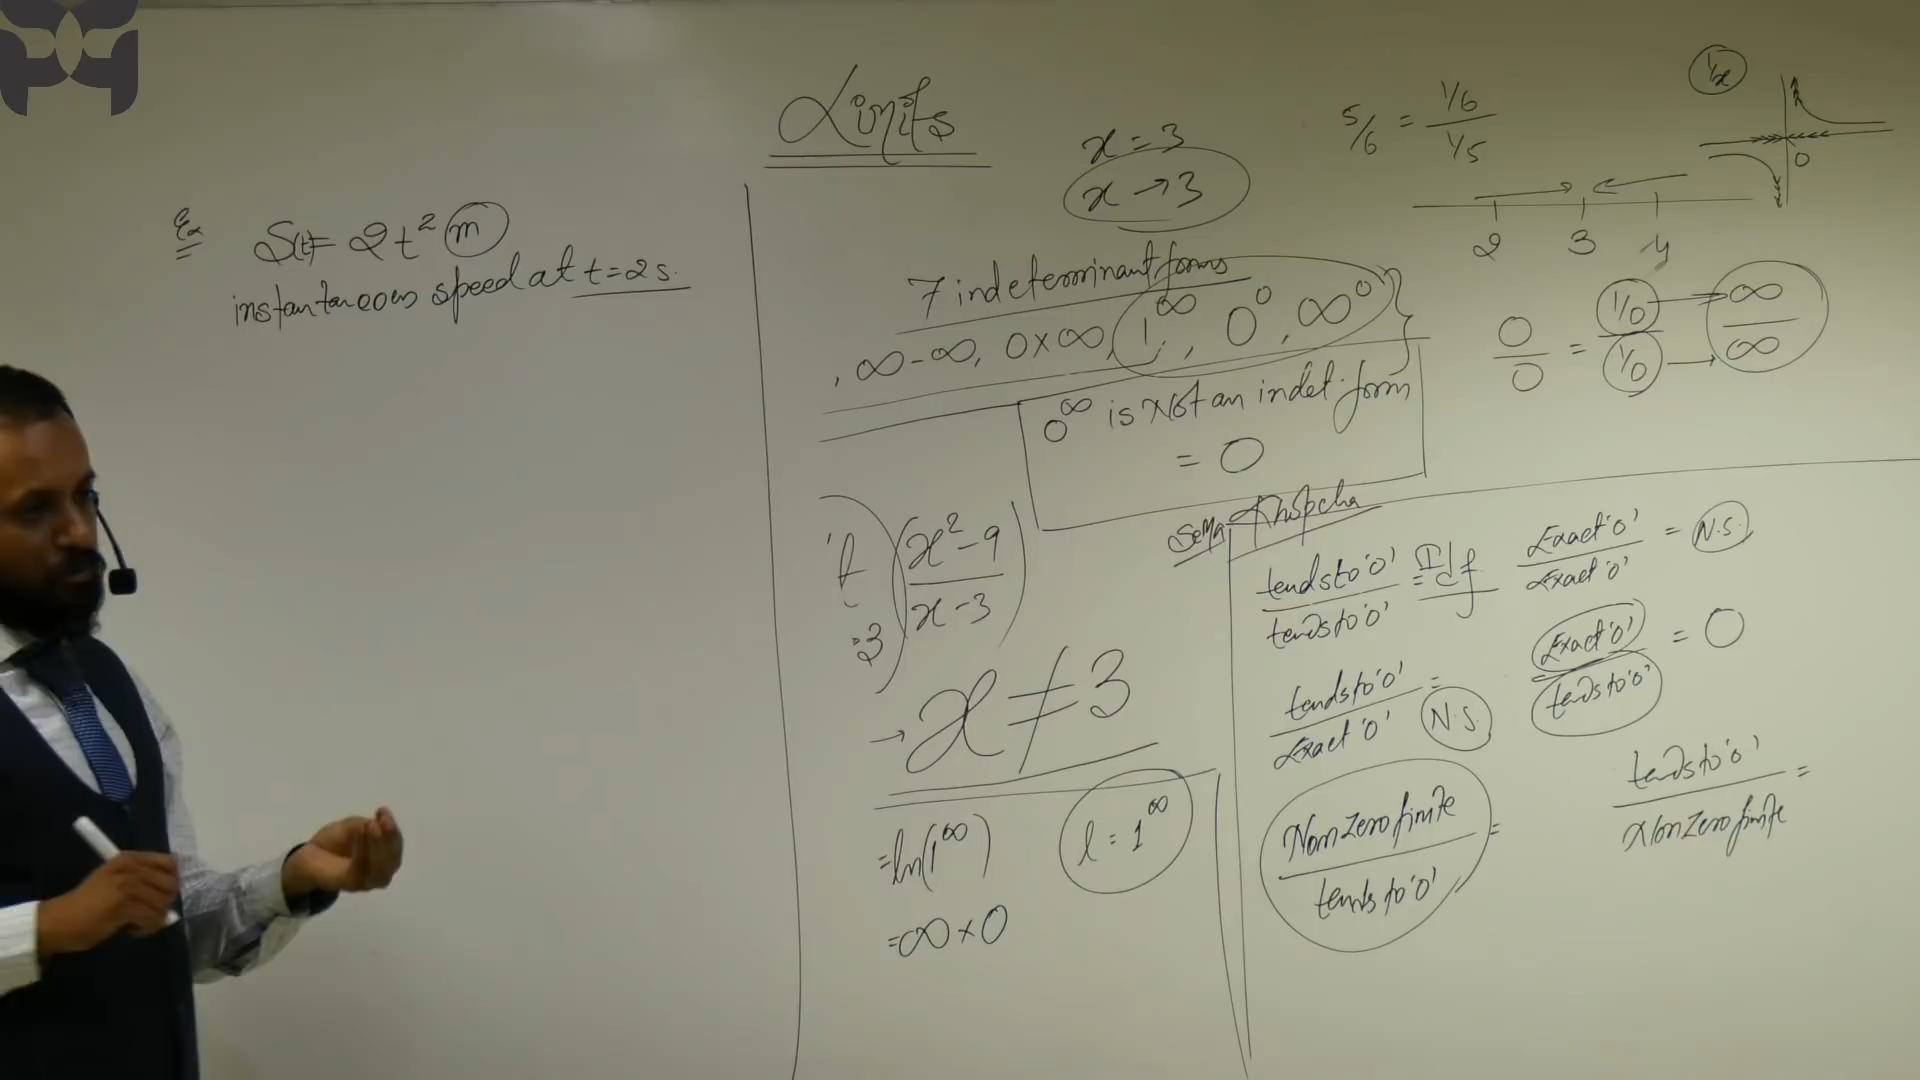 Limits
Ex S(t)= 2t² m
instantaneous speed at t=2s.
x = 3
x → 3
5/6 = 1/6 / 1/5
1/x
0
2 3 4
7 indeterminant forms
, ∞-∞, 0×∞, 1^∞, 0^0, ∞^0
0^∞ is Not an indet. form
= 0
0/0 = 1/0 / 1/0 → ∞/∞
(x²-9 / x-3)
→ x ≠ 3
=ln(1^∞)
l = 1^∞
=∞×0
tends to '0' / tends to '0' = Idf
Exact '0' / Exact '0' = N.S.
tends to '0' / Exact '0' = N.S.
Exact '0' / tends to '0' = 0
Non zero finite / tends to '0' =
tends to '0' / Non zero finite =